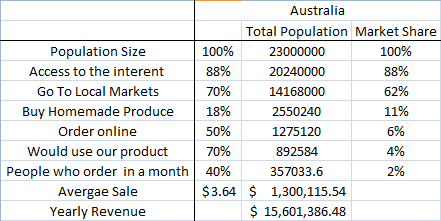 Australia
Total Population Market Share
Population Size 100% 23000000 100%
Access to the interent 88% 20240000 88%
Go To Local Markets 70% 14168000 62%
Buy Homemade Produce 18% 2550240 11%
Order online 50% 1275120 6%
Would use our product 70% 892584 4%
People who order in a month 40% 357033.6 2%
Avergae Sale $3.64 $ 1,300,115.54
Yearly Revenue $ 15,601,386.48